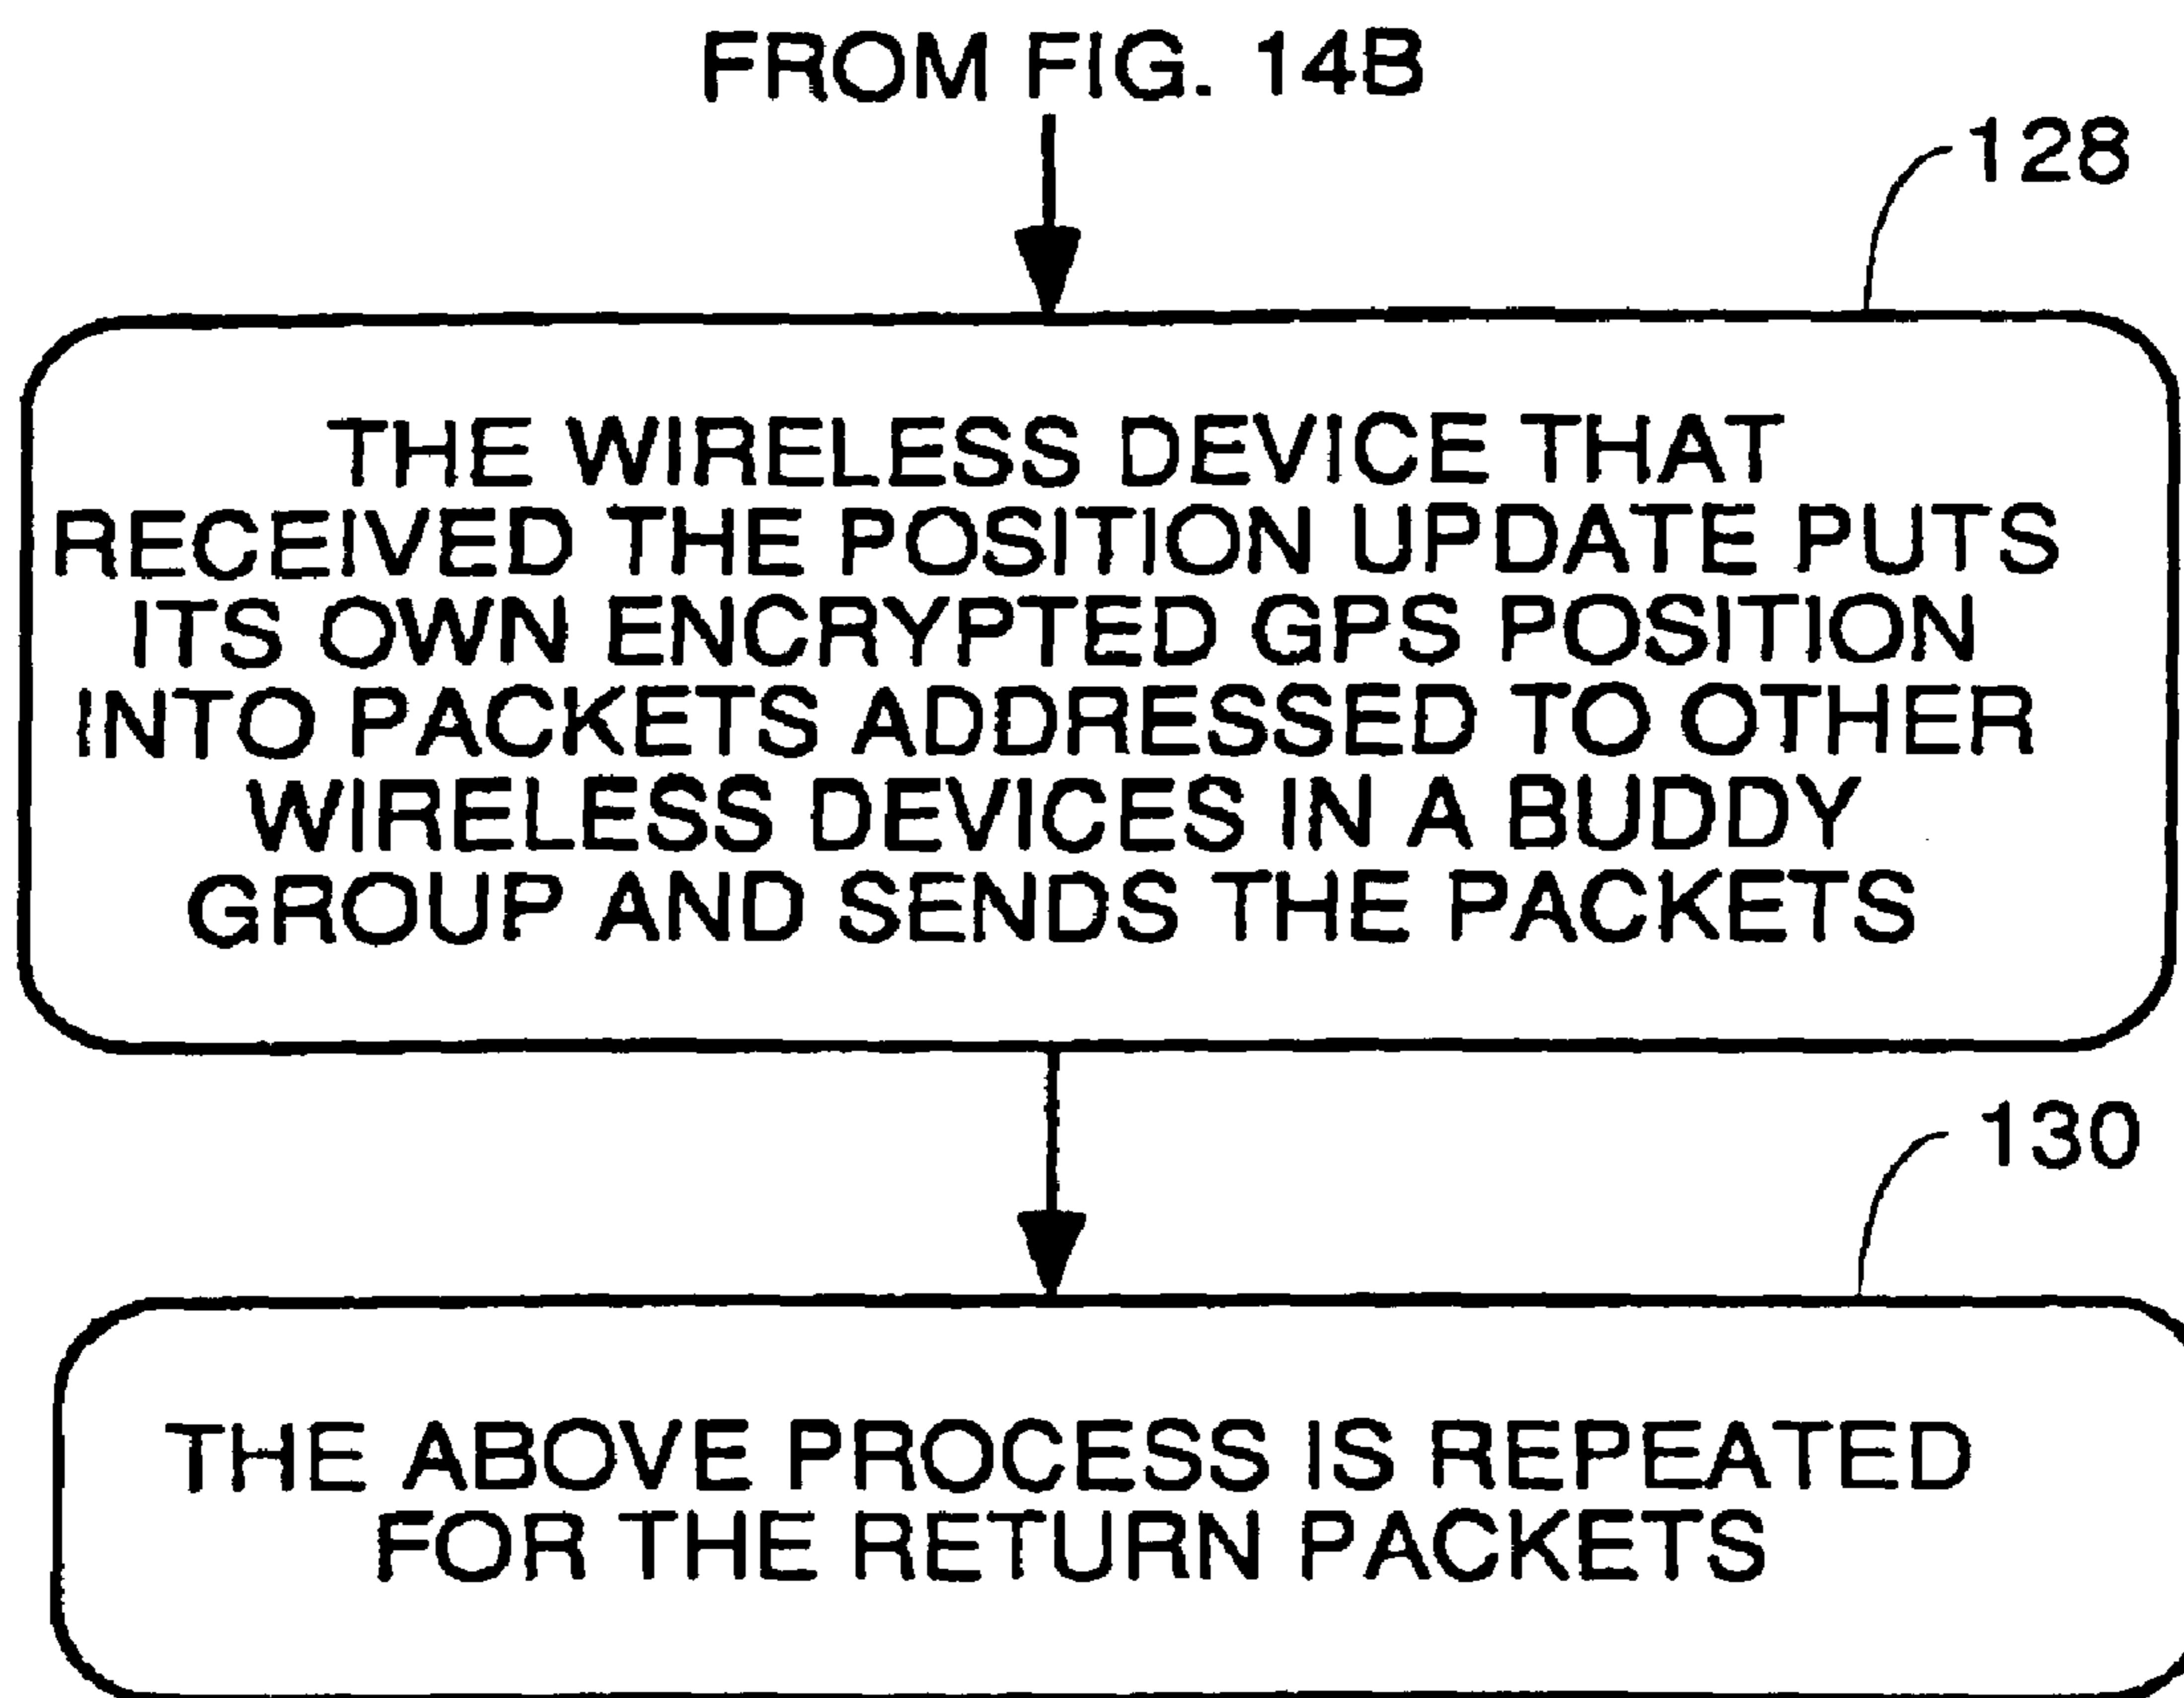 FROM FIG. 14B
128
THE WIRELESS DEVICE THAT
RECEIVED THE POSITION UPDATE PUTS
ITS OWN ENCRYPTED GPS POSITION
INTO PACKETS ADDRESSED TO OTHER
WIRELESS DEVICES IN A BUDDY
GROUP AND SENDS THE PACKETS
130
THE ABOVE PROCESS IS REPEATED
FOR THE RETURN PACKETS